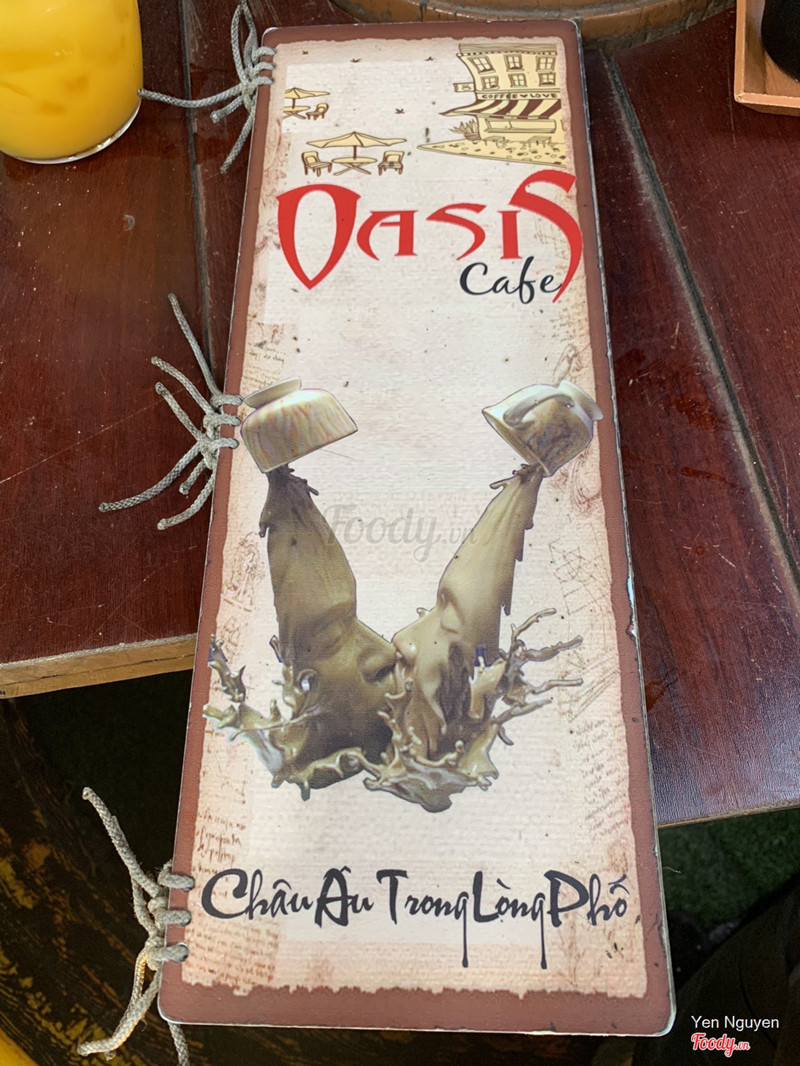 COFFEE LOVE
OASIS
Cafe
Foody.vn
Châu Âu Trong Lòng Phố
Yen Nguyen
Foody.vn